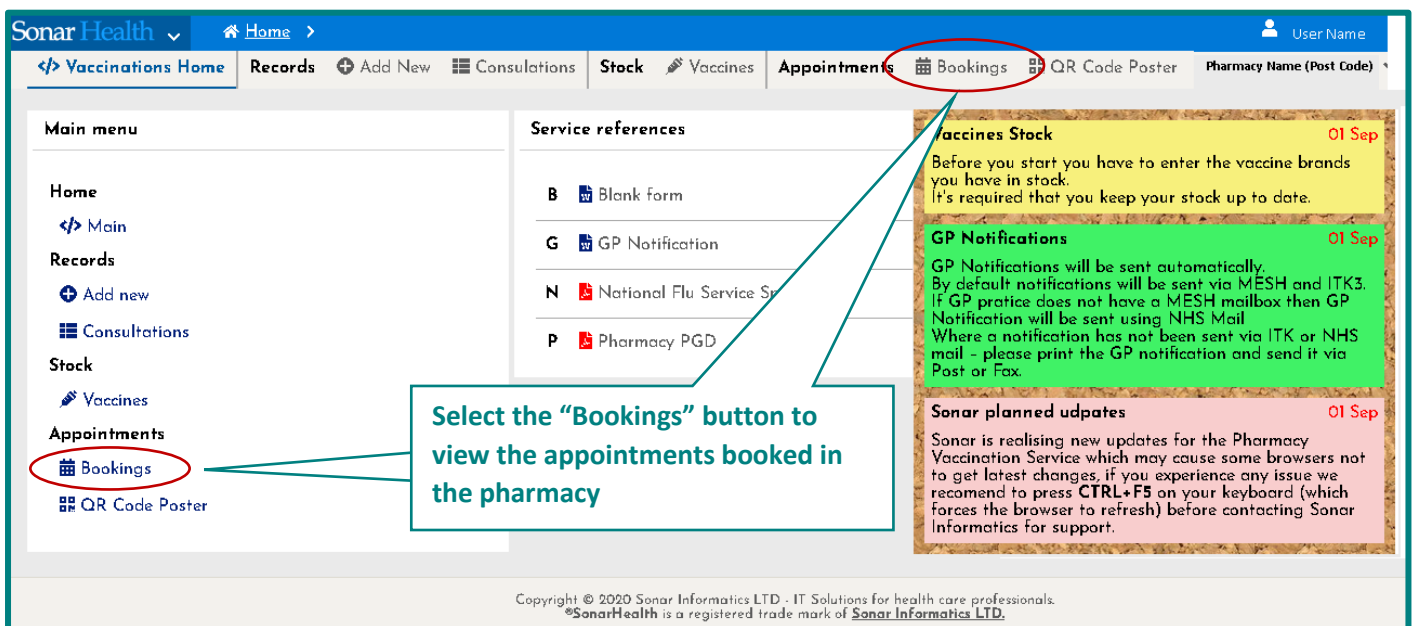 Sonar Health Home >
User Name
</> Vaccinations Home Records Add New Consulations Stock Vaccines Appointments Bookings QR Code Poster Pharmacy Name (Post Code)
Main menu
Home
</> Main
Records
Add new
Consultations
Stock
Vaccines
Appointments
Bookings
QR Code Poster
Service references
B Blank form
G GP Notification
N National Flu Service
P Pharmacy PGD
Select the “Bookings” button to
view the appointments booked in
the pharmacy
Vaccines Stock 01 Sep
Before you start you have to enter the vaccine brands
you have in stock.
It's required that you keep your stock up to date.
GP Notifications 01 Sep
GP Notifications will be sent automatically.
By default notifications will be sent via MESH and ITK3.
If GP pratice does not have a MESH mailbox then GP
Notification will be sent using NHS Mail
Where a notification has not been sent via ITK or NHS
mail - please print the GP notification and send it via
Post or Fax.
Sonar planned udpates 01 Sep
Sonar is realising new updates for the Pharmacy
Vaccination Service which may cause some browsers not
to get latest changes, if you experience any issue we
recomend to press CTRL+F5 on your keyboard (which
forces the browser to refresh) before contacting Sonar
Informatics for support.
Copyright © 2020 Sonar Informatics LTD - IT Solutions for health care professionals.
®SonarHealth is a registered trade mark of Sonar Informatics LTD.